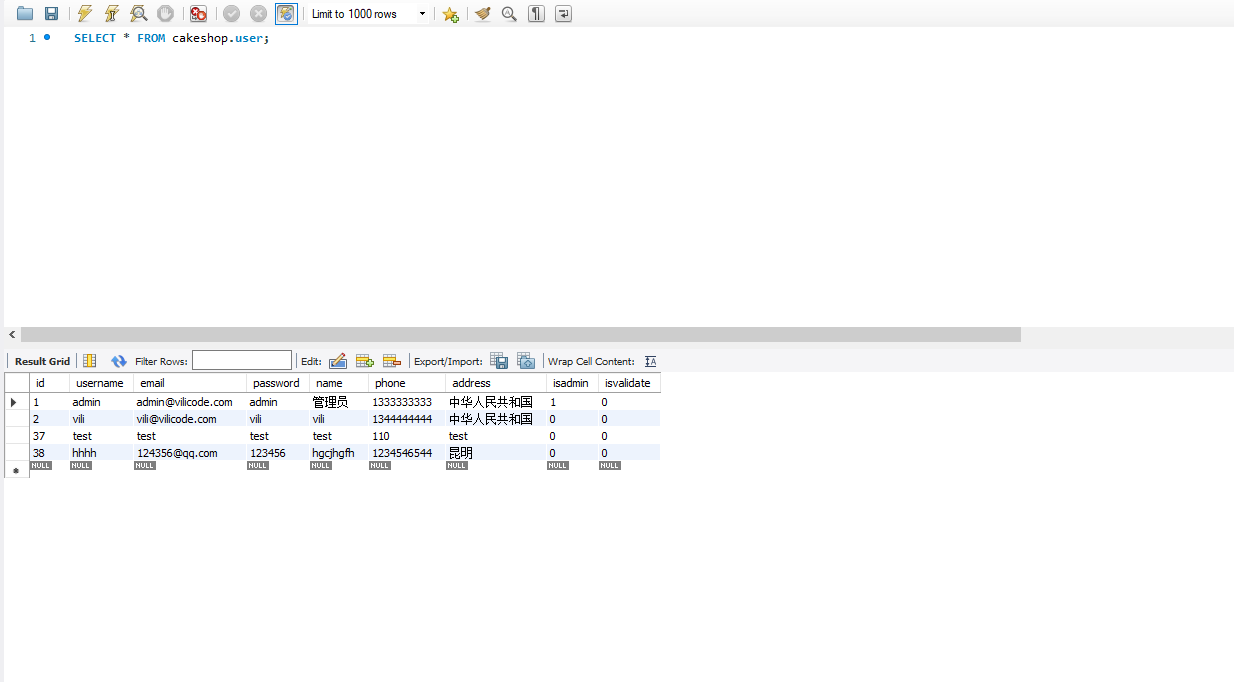 Limit to 1000 rows
1 SELECT * FROM cakeshop.user;
Result Grid Filter Rows: Edit: Export/Import: Wrap Cell Content:
id username email password name phone address isadmin isvalidate
1 admin admin@vilicode.com admin 管理员 1333333333 中华人民共和国 1 0
2 vili vili@vilicode.com vili vili 1344444444 中华人民共和国 0 0
37 test test test test 110 test 0 0
38 hhhh 124356@qq.com 123456 hgcjhgfh 1234546544 昆明 0 0
NULL NULL NULL NULL NULL NULL NULL NULL NULL